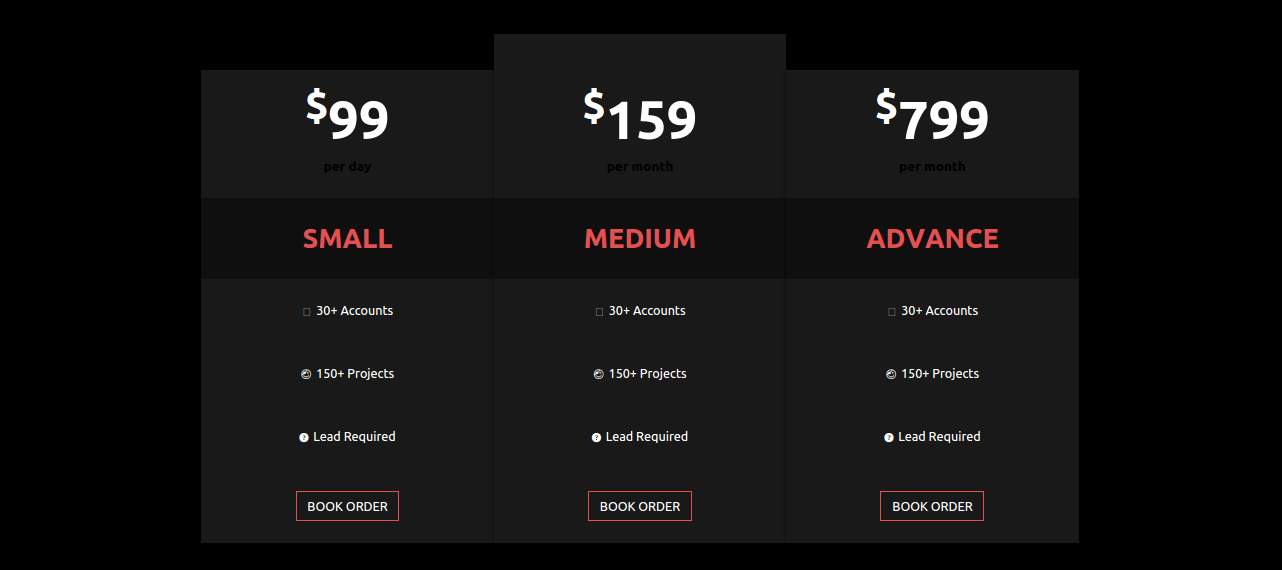 $99
per day
SMALL
30+ Accounts
150+ Projects
Lead Required
BOOK ORDER
$159
per month
MEDIUM
30+ Accounts
150+ Projects
Lead Required
BOOK ORDER
$799
per month
ADVANCE
30+ Accounts
150+ Projects
Lead Required
BOOK ORDER